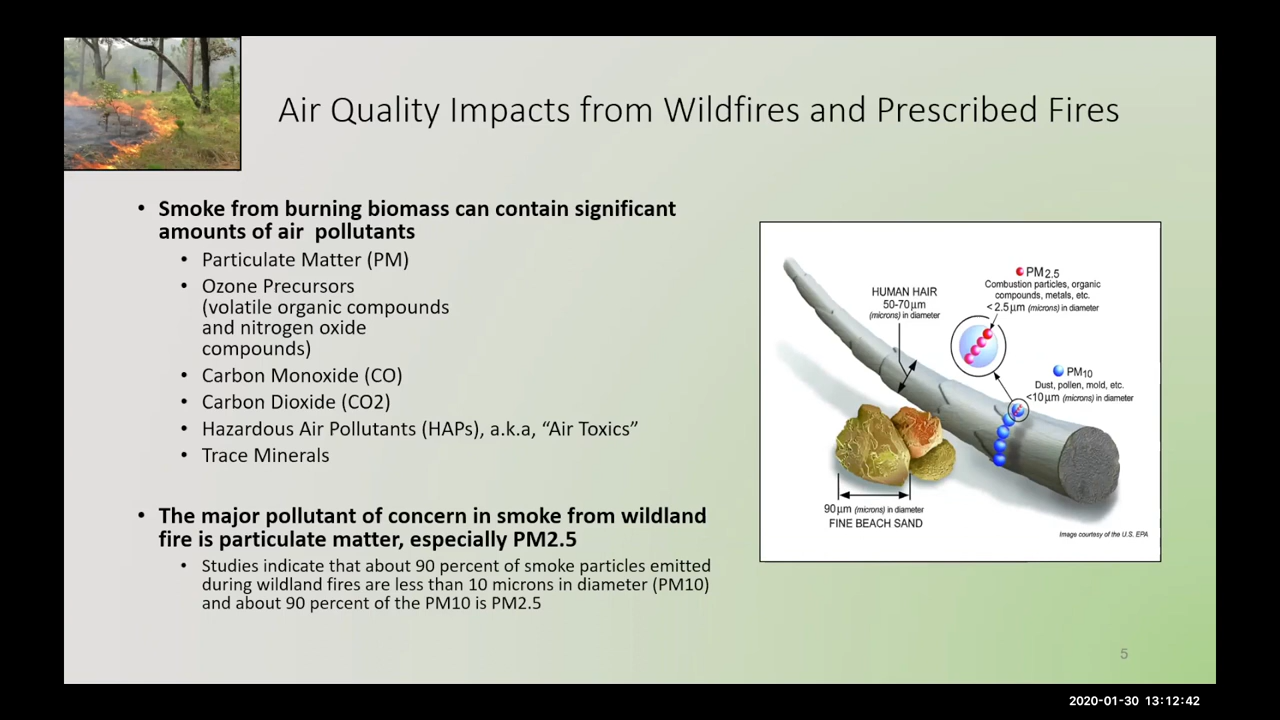 Air Quality Impacts from Wildfires and Prescribed Fires
• Smoke from burning biomass can contain significant
amounts of air  pollutants
• Particulate Matter (PM)
• Ozone Precursors
(volatile organic compounds
and nitrogen oxide
compounds)
• Carbon Monoxide (CO)
• Carbon Dioxide (CO2)
• Hazardous Air Pollutants (HAPs), a.k.a, “Air Toxics”
• Trace Minerals
• The major pollutant of concern in smoke from wildland
fire is particulate matter, especially PM2.5
• Studies indicate that about 90 percent of smoke particles emitted
during wildland fires are less than 10 microns in diameter (PM10)
and about 90 percent of the PM10 is PM2.5
HUMAN HAIR
50-70µm
(microns) in diameter
PM2.5
Combustion particles, organic
compounds, metals, etc.
< 2.5µm (microns) in diameter
PM10
Dust, pollen, mold, etc.
<10µm (microns) in diameter
90µm (microns) in diameter
FINE BEACH SAND
Image courtesy of the U.S. EPA
5
2020-01-30 13:12:42